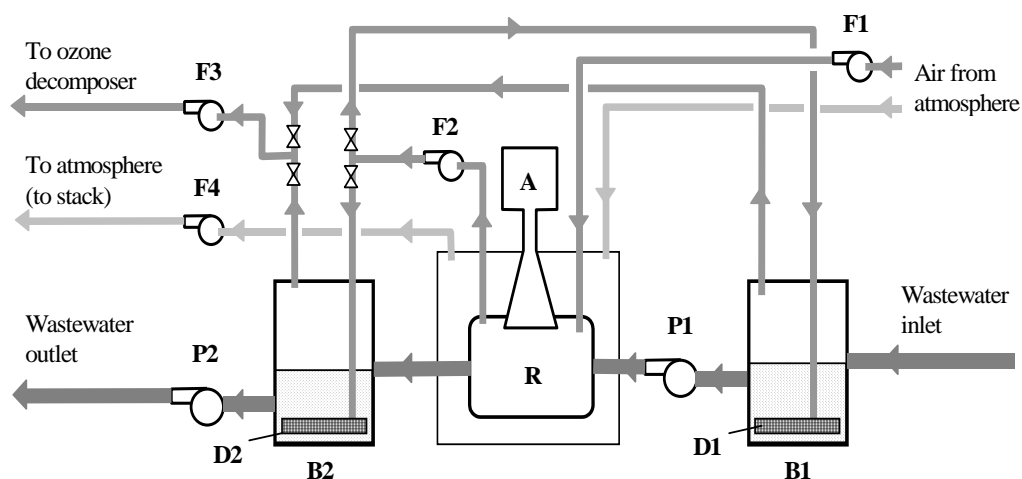 To ozone
decomposer
F3
F1
Air from
atmosphere
F2
To atmosphere
(to stack)
F4
A
Wastewater
outlet
P2
R
P1
Wastewater
inlet
D2
B2
D1
B1